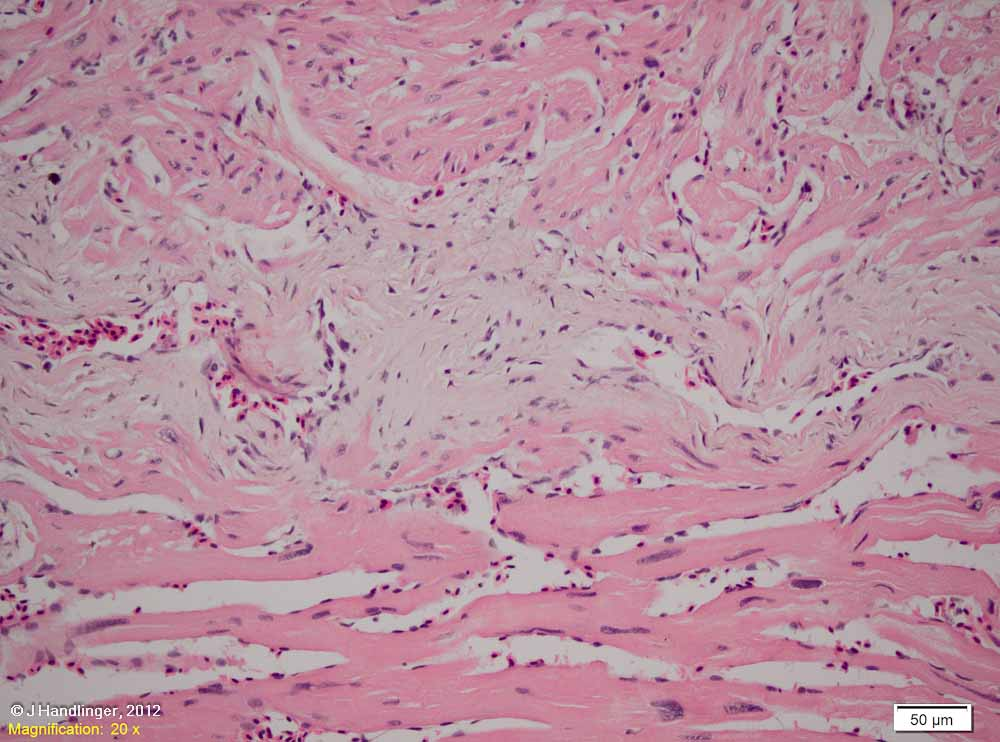 © J Handlinger, 2012
Magnification: 20 x
50 µm